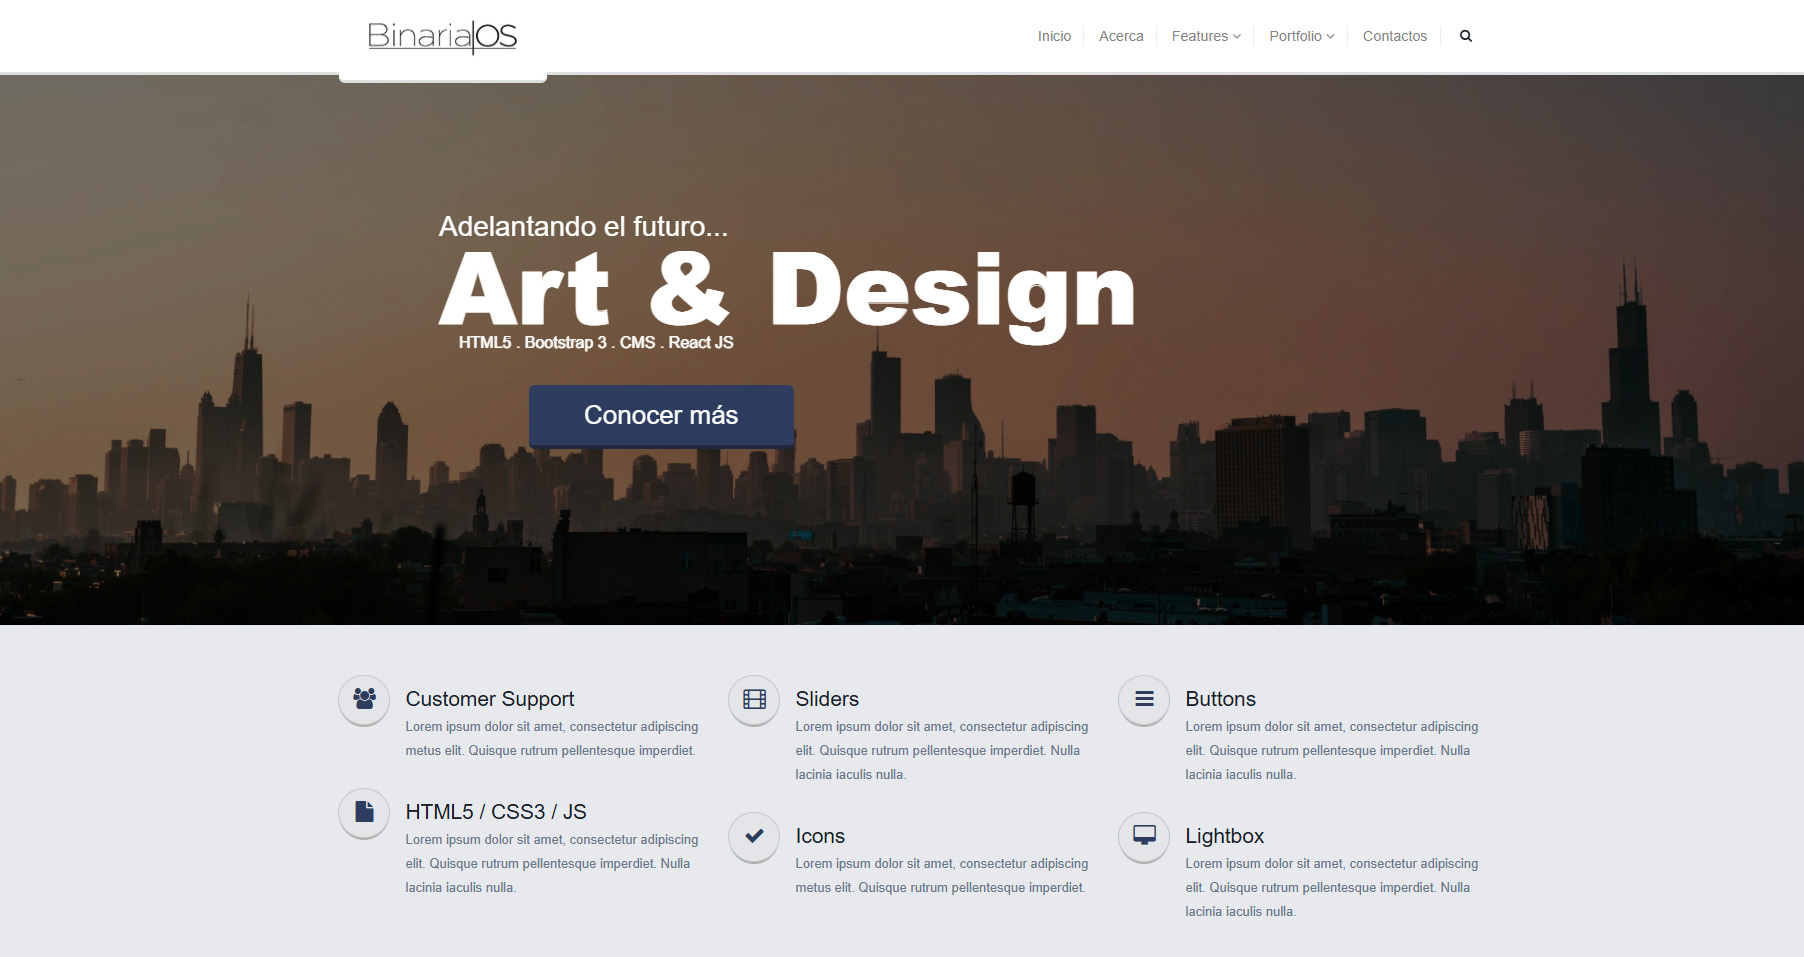 Binaria|OS
Inicio
Acerca
Features
Portfolio
Contactos
Adelantando el futuro...
Art & Design
HTML5 . Bootstrap 3 . CMS . React JS
Conocer más
Customer Support
Lorem ipsum dolor sit amet, consectetur adipiscing
metus elit. Quisque rutrum pellentesque imperdiet.
HTML5 / CSS3 / JS
Lorem ipsum dolor sit amet, consectetur adipiscing
elit. Quisque rutrum pellentesque imperdiet. Nulla
lacinia iaculis nulla.
Sliders
Lorem ipsum dolor sit amet, consectetur adipiscing
elit. Quisque rutrum pellentesque imperdiet. Nulla
lacinia iaculis nulla.
Icons
Lorem ipsum dolor sit amet, consectetur adipiscing
metus elit. Quisque rutrum pellentesque imperdiet.
Buttons
Lorem ipsum dolor sit amet, consectetur adipiscing
elit. Quisque rutrum pellentesque imperdiet. Nulla
lacinia iaculis nulla.
Lightbox
Lorem ipsum dolor sit amet, consectetur adipiscing
elit. Quisque rutrum pellentesque imperdiet. Nulla
lacinia iaculis nulla.